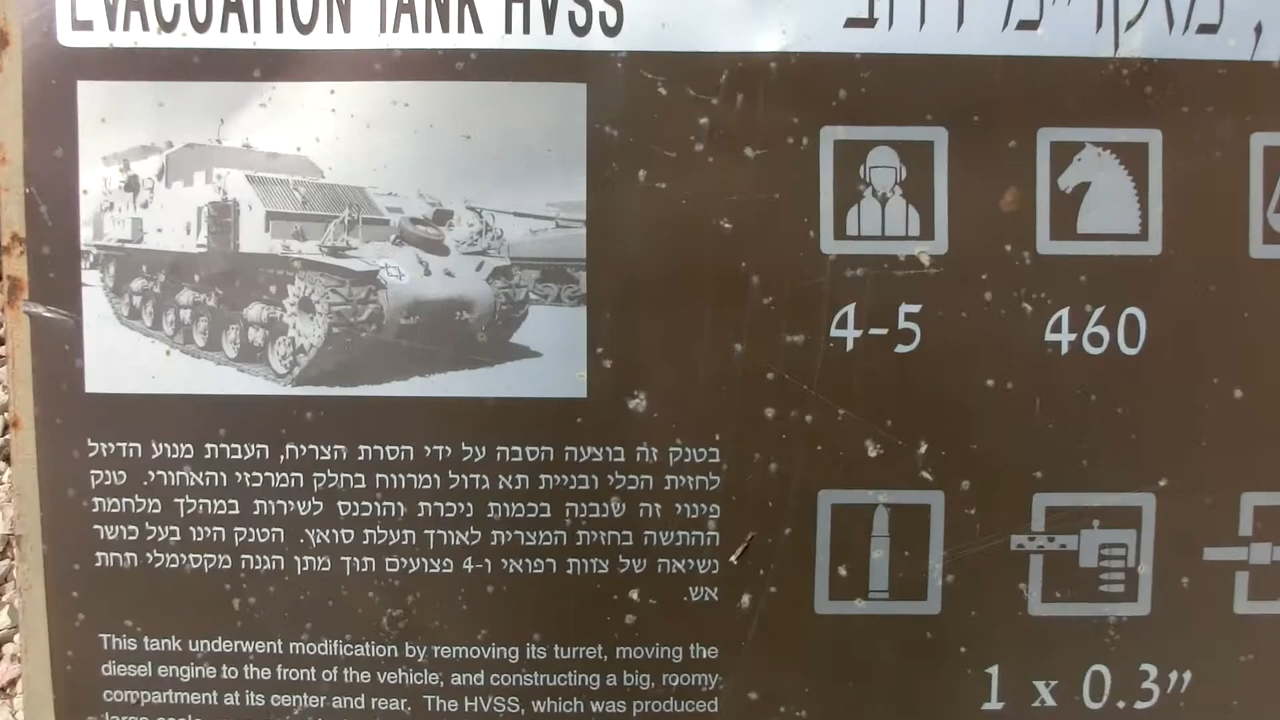 EVACUATION TANK HVSS
4-5
460
בטנק זה בוצעה הסבה על ידי הסרת הצריח, העברת מנוע הדיזל
לחזית הכלי ובניית תא גדול ומרווח בחלק המרכזי והאחורי. טנק
פינוי זה שנבנה בכמות ניכרת והוכנס לשירות במהלך מלחמת
ההתשה בחזית המצרית לאורך תעלת סואץ. הטנק הינו בעל כושר
נשיאה של צוות רפואי ו-4 פצועים תוך מתן הגנה מקסימלי תחת
אש.
This tank underwent modification by removing its turret, moving the
diesel engine to the front of the vehicle, and constructing a big, roomy
compartment at its center and rear. The HVSS, which was produced
1 x 0.3”